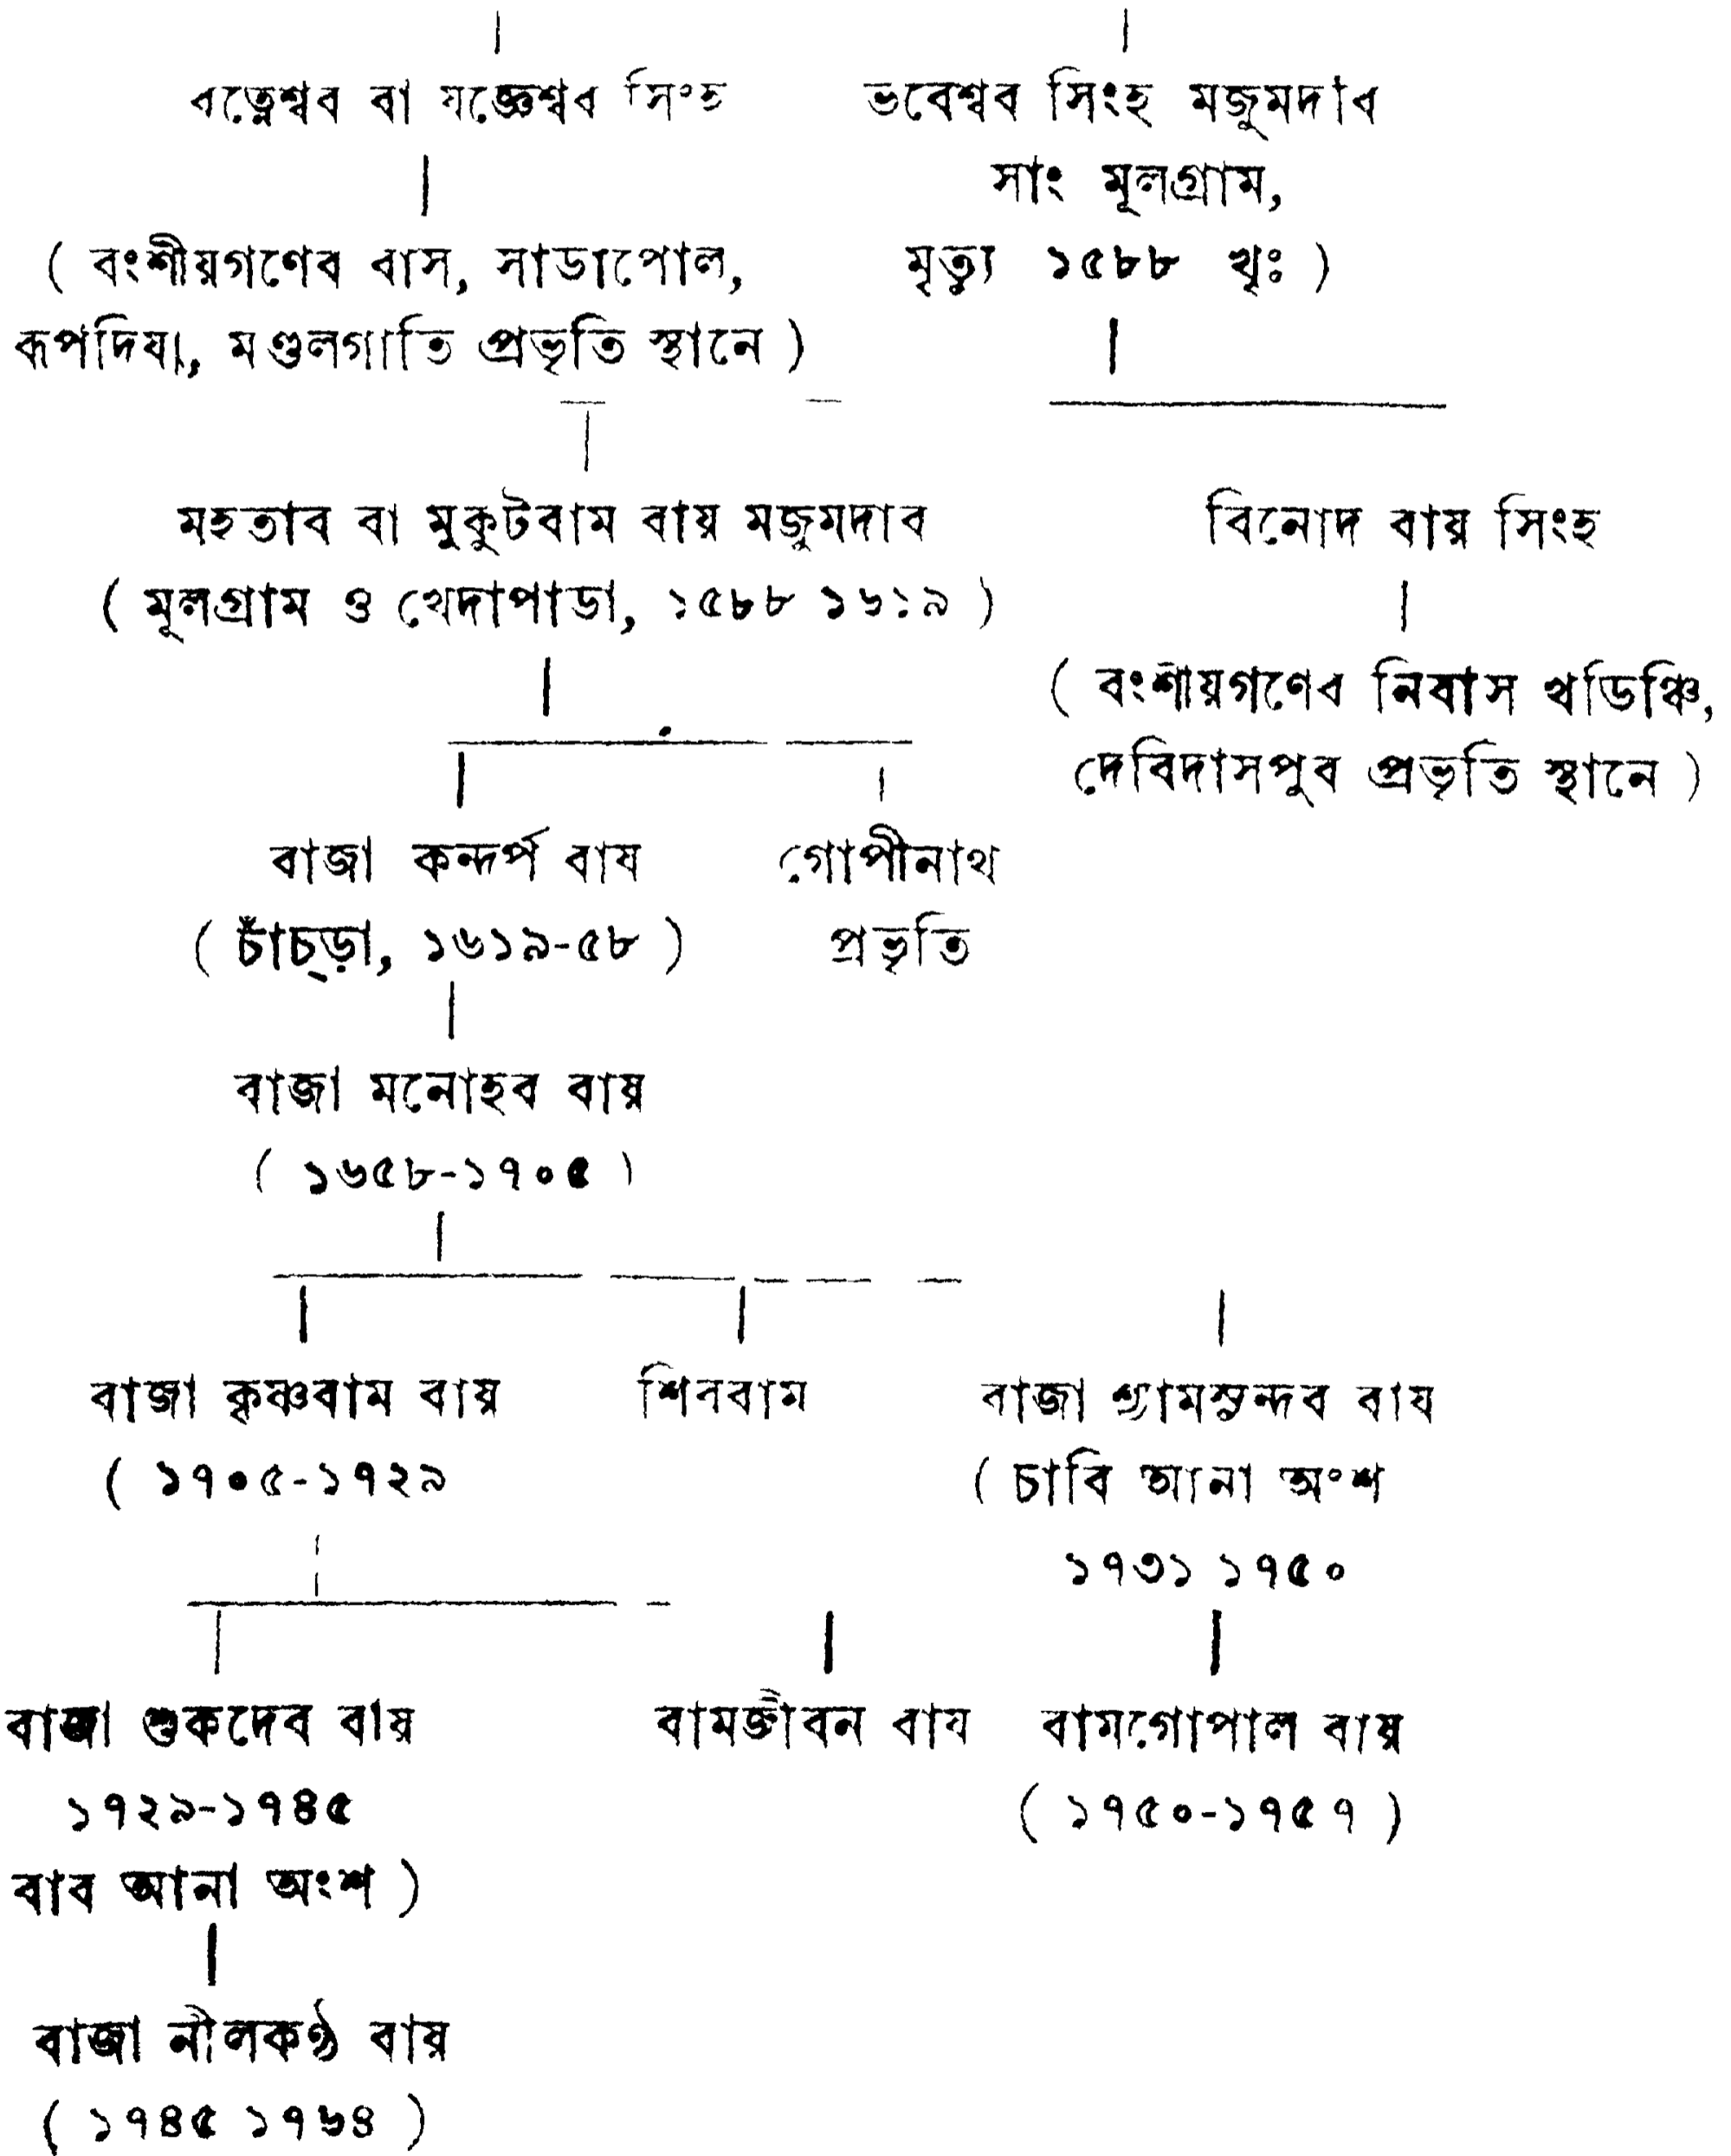 রত্নেশ্বর বা যজ্ঞেশ্বর সিংহ
ভবেশ্বর সিংহ মজুমদার
সাং মূলগ্রাম,
মৃত্যু ১৫৮৮ খৃঃ )
( বংশীয়গণের বাস, সাড়াপোল,
রূপদিয়া, মণ্ডলগাতি প্রভৃতি স্থানে )
মহতাব বা মুকুটরাম রায় মজুমদার
( মূলগ্রাম ও খেদাপাড়া, ১৫৮৮ ১৬১৯ )
বিনোদ রায় সিংহ
( বংশীয়গণের নিবাস খড়িঞ্চি,
দেবিদাসপুর প্রভৃতি স্থানে )
রাজা কন্দর্প রায়
( চাঁচ্‌ড়া, ১৬১৯-৫৮ )
গোপীনাথ
প্রভৃতি
রাজা মনোহর রায়
( ১৬৫৮-১৭০৫ )
রাজা কৃষ্ণরাম রায়
( ১৭০৫-১৭২৯
শিবরাম
রাজা শ্যামসুন্দর রায়
( চারি আনা অংশ
১৭৩১ ১৭৫০
রাজা শুকদেব রায়
১৭২৯-১৭৪৫
বার আনা অংশ )
রামজীবন রায়
রামগোপাল রায়
( ১৭৫০-১৭৫৭ )
রাজা নীলকণ্ঠ রায়
( ১৭৪৫ ১৭৬৪ )